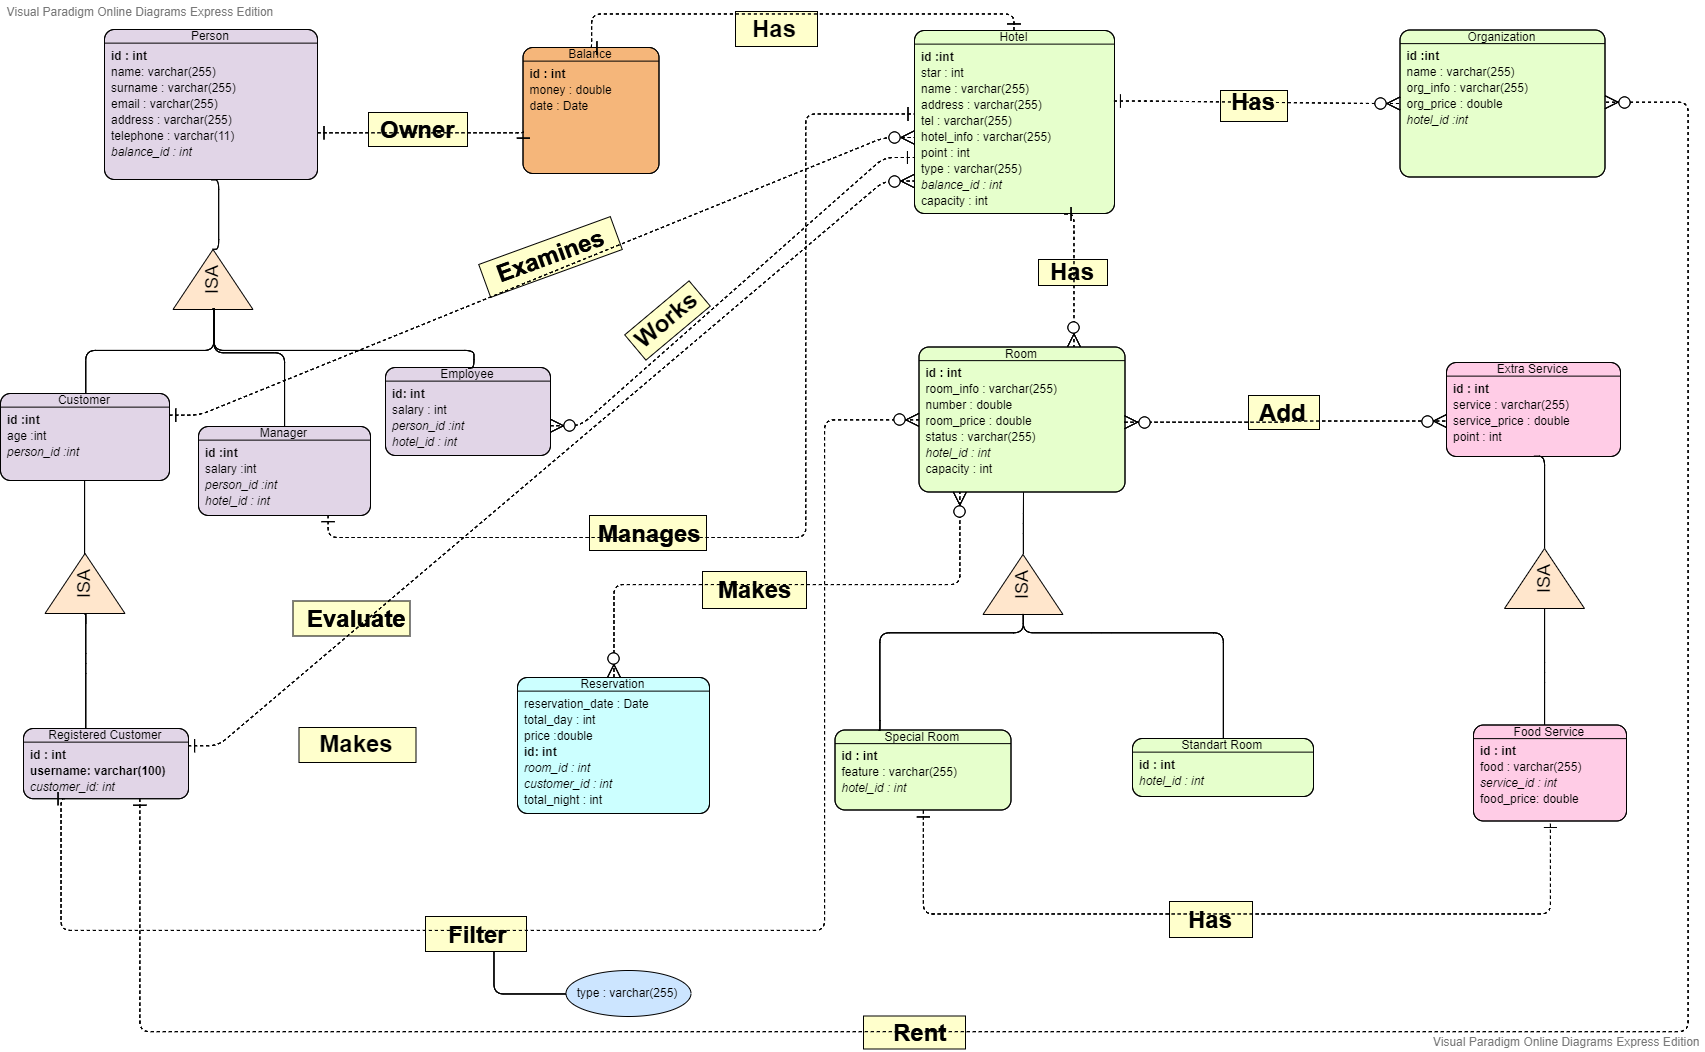 Visual Paradigm Online Diagrams Express Edition
Person
id : int
name: varchar(255)
surname : varchar(255)
email : varchar(255)
address : varchar(255)
telephone : varchar(11)
balance_id : int
Owner
Balance
id : int
money : double
date : Date
Has
Hotel
id :int
star : int
name : varchar(255)
address : varchar(255)
tel : varchar(255)
hotel_info : varchar(255)
point : int
type : varchar(255)
balance_id : int
capacity : int
Has
Organization
id :int
name : varchar(255)
org_info : varchar(255)
org_price : double
hotel_id :int
ISA
Examines
Works
Has
Customer
id :int
age :int
person_id :int
Manager
id :int
salary :int
person_id :int
hotel_id : int
Employee
id: int
salary : int
person_id :int
hotel_id : int
Room
id : int
room_info : varchar(255)
number : double
room_price : double
status : varchar(255)
hotel_id : int
capacity : int
Add
Extra Service
id : int
service : varchar(255)
service_price : double
point : int
Manages
ISA
Evaluate
Makes
ISA
ISA
Registered Customer
id : int
username: varchar(100)
customer_id: int
Makes
Reservation
reservation_date : Date
total_day : int
price :double
id: int
room_id : int
customer_id : int
total_night : int
Special Room
id : int
feature : varchar(255)
hotel_id : int
Standart Room
id : int
hotel_id : int
Food Service
id : int
food : varchar(255)
service_id : int
food_price: double
Filter
Has
type : varchar(255)
Rent
Visual Paradigm Online Diagrams Express Edition